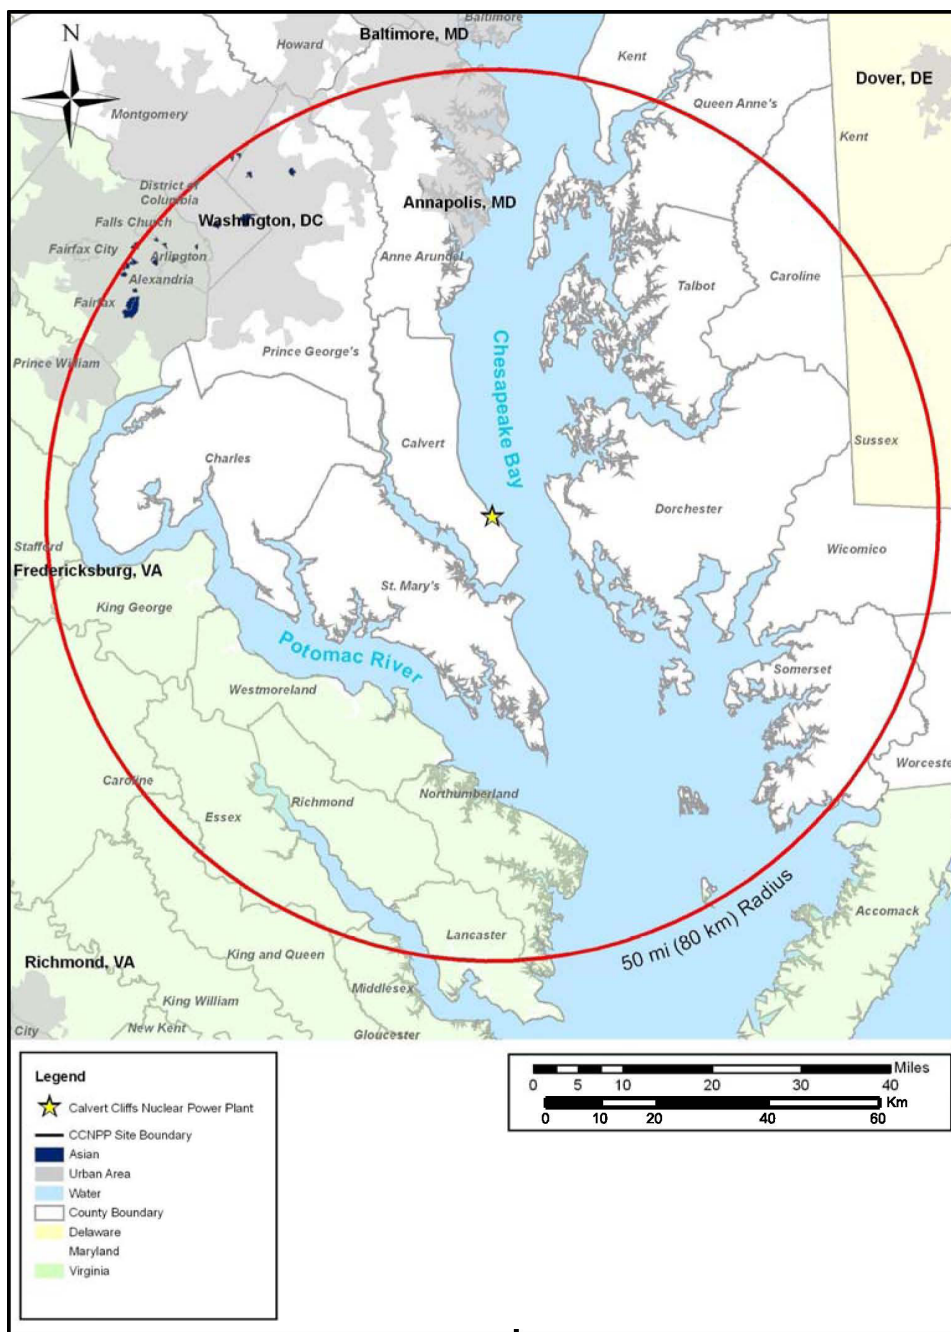 Baltimore
Baltimore, MD
N
Howard
Kent
Dover, DE
Queen Anne's
Kent
Montgomery
District of
Columbia
Washington, DC
Annapolis, MD
Falls Church
Fairfax City
Arlington
Anne Arundel
Alexandria
Caroline
Talbot
Fairfax
Prince George's
Prince William
Chesapeake Bay
Calvert
Sussex
Charles
Dorchester
Stafford
Wicomico
Fredericksburg, VA
St. Mary's
King George
Potomac River
Somerset
Westmoreland
Worceste
Caroline
Richmond
Northumberland
Essex
50 mi (80 km) Radius
Accomack
Lancaster
King and Queen
Richmond, VA
Middlesex
King William
City
New Kent
Gloucester
Legend
Calvert Cliffs Nuclear Power Plant
CCNPP Site Boundary
Asian
Urban Area
Water
County Boundary
Delaware
Maryland
Virginia
Miles
0 5 10 20 30 40
Km
0 10 20 40 60